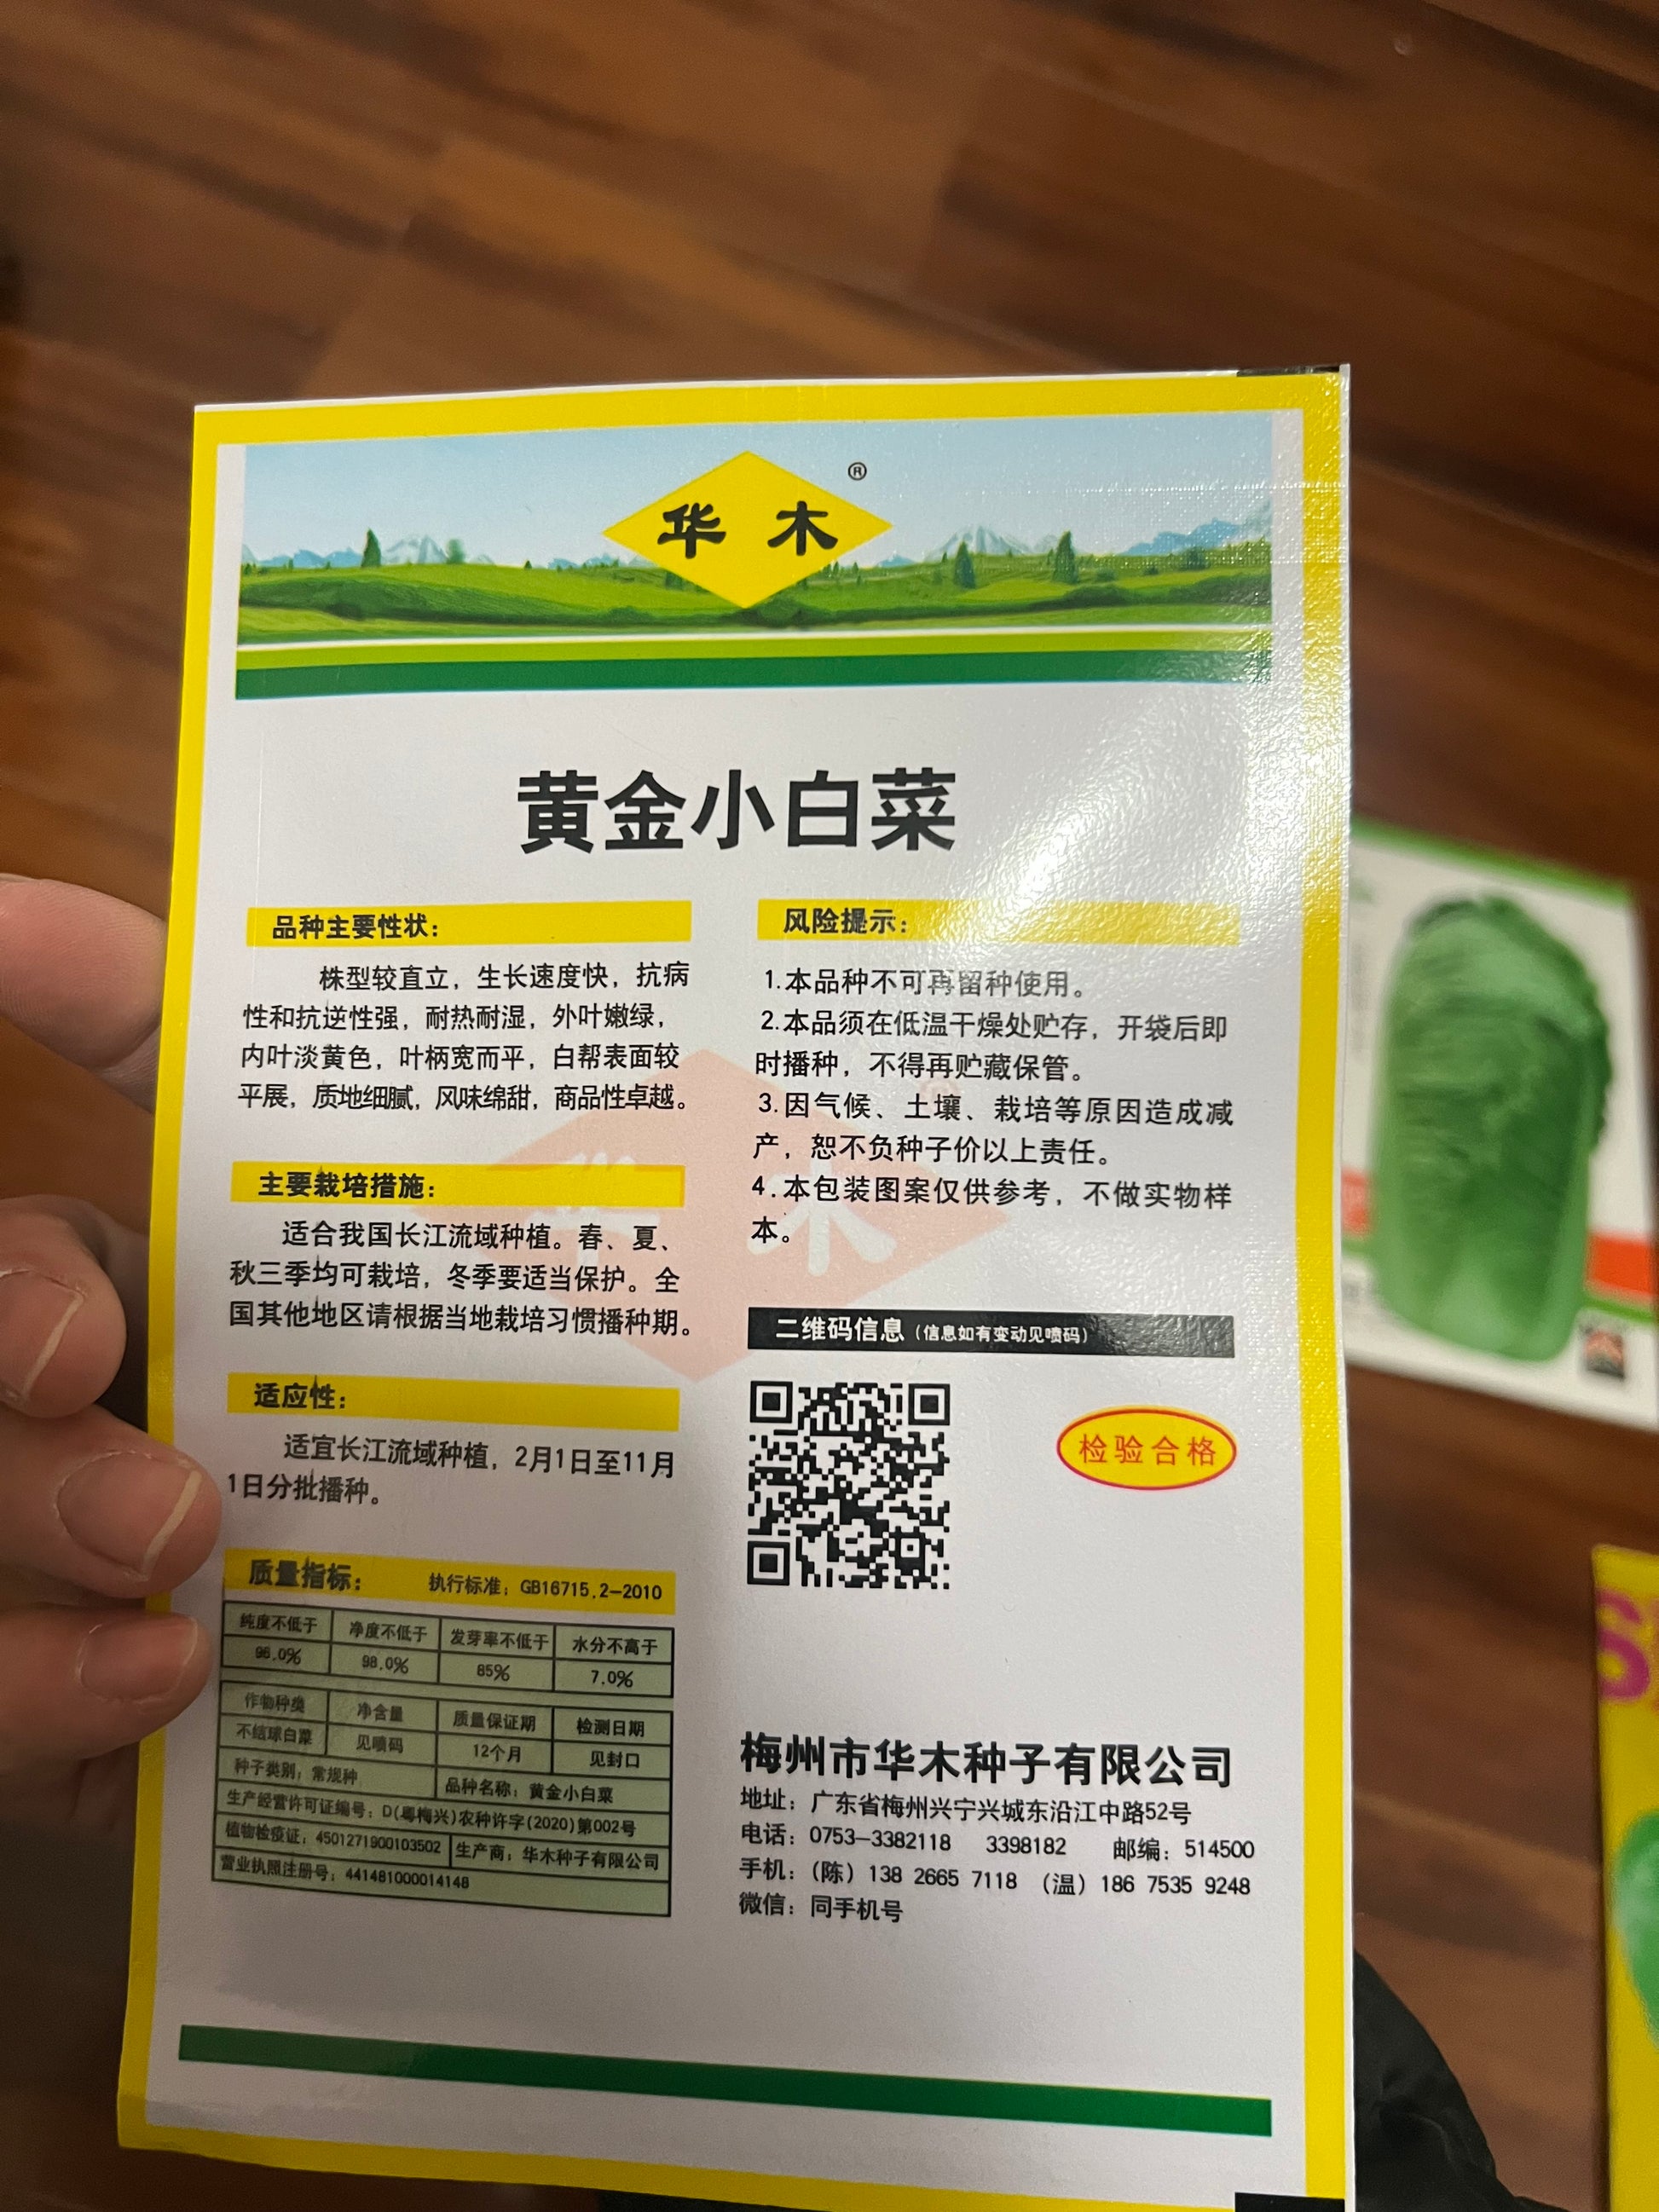 华 木
®
黄金小白菜
品种主要性状：
株型较直立，生长速度快，抗病
性和抗逆性强，耐热耐湿，外叶嫩绿，
内叶淡黄色，叶柄宽而平，白帮表面较
平展，质地细腻，风味绵甜，商品性卓越。
主要栽培措施：
适合我国长江流域种植。春、夏、
秋三季均可栽培，冬季要适当保护。全
国其他地区请根据当地栽培习惯播种期。
适应性：
适宜长江流域种植，2月1日至11月
1日分批播种。
质量指标： 执行标准：GB16715.2—2010
纯度不低于 净度不低于 发芽率不低于 水分不高于
96.0% 98.0% 85% 7.0%
作物种类 净含量 质量保证期 检测日期
不结球白菜 见喷码 12个月 见封口
种子类别：常规种 品种名称：黄金小白菜
生产经营许可证编号：D(粤梅兴)农种许字(2020)第002号
植物检疫证：4501271900103502 生产商：华木种子有限公司
营业执照注册号：441481000014148
风险提示：
1.本品种不可再留种使用。
2.本品须在低温干燥处贮存，开袋后即
时播种，不得再贮藏保管。
3.因气候、土壤、栽培等原因造成减
产，恕不负种子价以上责任。
4.本包装图案仅供参考，不做实物样
本。
华 木
二维码信息（信息如有变动见喷码）
检验合格
梅州市华木种子有限公司
地址：广东省梅州兴宁兴城东沿江中路52号
电话：0753—3382118 3398182 邮编：514500
手机：（陈）138 2665 7118 （温）186 7535 9248
微信：同手机号